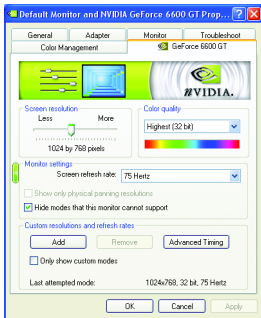 Default Monitor and NVIDIA GeForce 6600 GT Prop...
General Adapter Monitor Troubleshoot
Color Management GeForce 6600 GT
NVIDIA.
Screen resolution
Less More
1024 by 768 pixels
Color quality
Highest (32 bit)
Monitor settings
Screen refresh rate: 75 Hertz
Show only physical panning resolutions
Hide modes that this monitor cannot support
Custom resolutions and refresh rates
Add Remove Advanced Timing
Only show custom modes
Last attempted mode: 1024x768, 32 bit, 75 Hertz
OK Cancel Apply